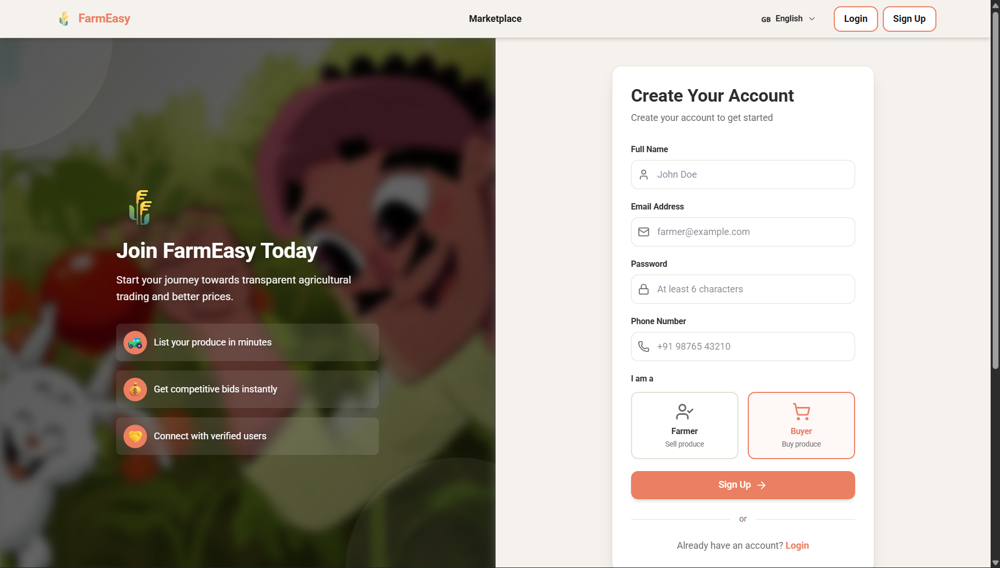 FarmEasy
Marketplace
GB English
Login
Sign Up
Join FarmEasy Today
Start your journey towards transparent agricultural
trading and better prices.
List your produce in minutes
Get competitive bids instantly
Connect with verified users
Create Your Account
Create your account to get started
Full Name
John Doe
Email Address
farmer@example.com
Password
At least 6 characters
Phone Number
+91 98765 43210
I am a
Farmer
Sell produce
Buyer
Buy produce
Sign Up
or
Already have an account? Login